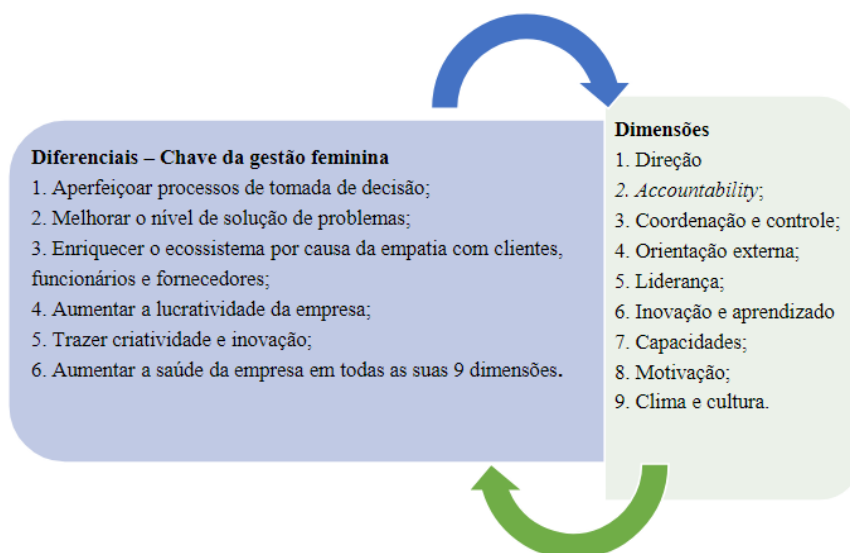 Diferenciais – Chave da gestão feminina
1. Aperfeiçoar processos de tomada de decisão;
2. Melhorar o nível de solução de problemas;
3. Enriquecer o ecossistema por causa da empatia com clientes,
funcionários e fornecedores;
4. Aumentar a lucratividade da empresa;
5. Trazer criatividade e inovação;
6. Aumentar a saúde da empresa em todas as suas 9 dimensões.
Dimensões
1. Direção
2. Accountability;
3. Coordenação e controle;
4. Orientação externa;
5. Liderança;
6. Inovação e aprendizado
7. Capacidades;
8. Motivação;
9. Clima e cultura.